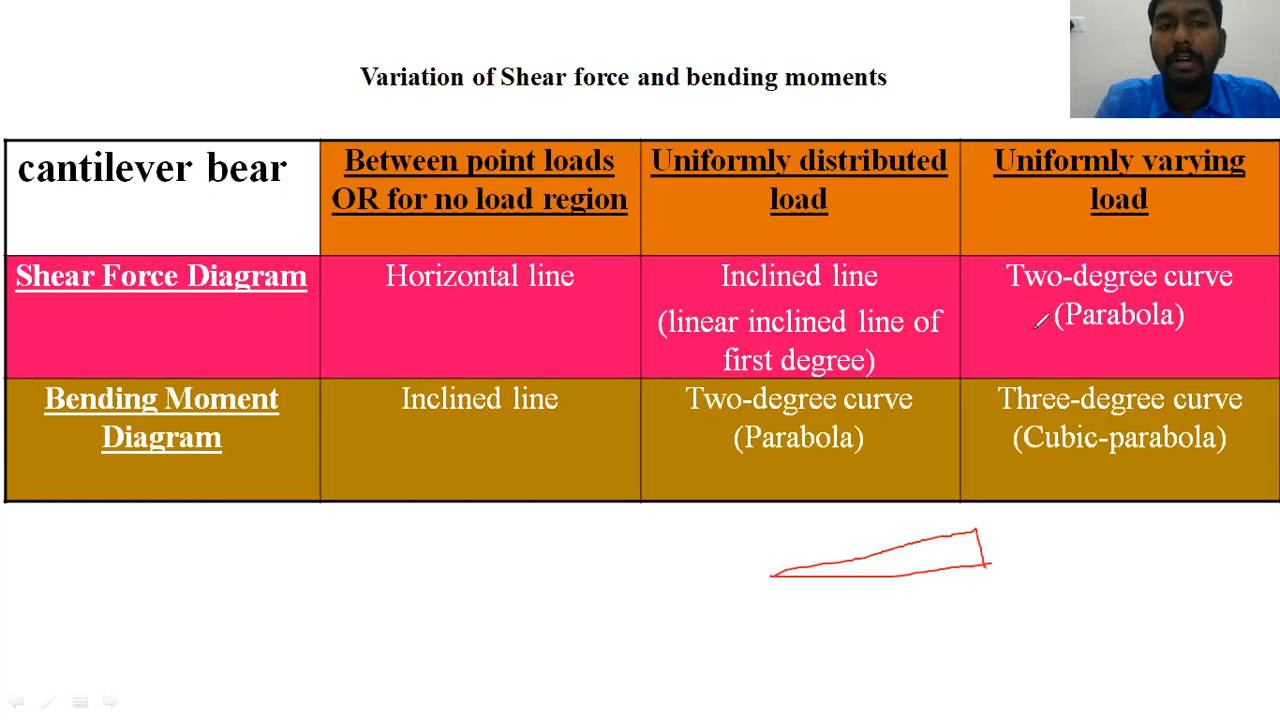 Variation of Shear force and bending moments
cantilever bear
Between point loads
OR for no load region
Uniformly distributed
load
Uniformly varying
load
Shear Force Diagram
Horizontal line
Inclined line
(linear inclined line of
first degree)
Two-degree curve
(Parabola)
Bending Moment
Diagram
Inclined line
Two-degree curve
(Parabola)
Three-degree curve
(Cubic-parabola)